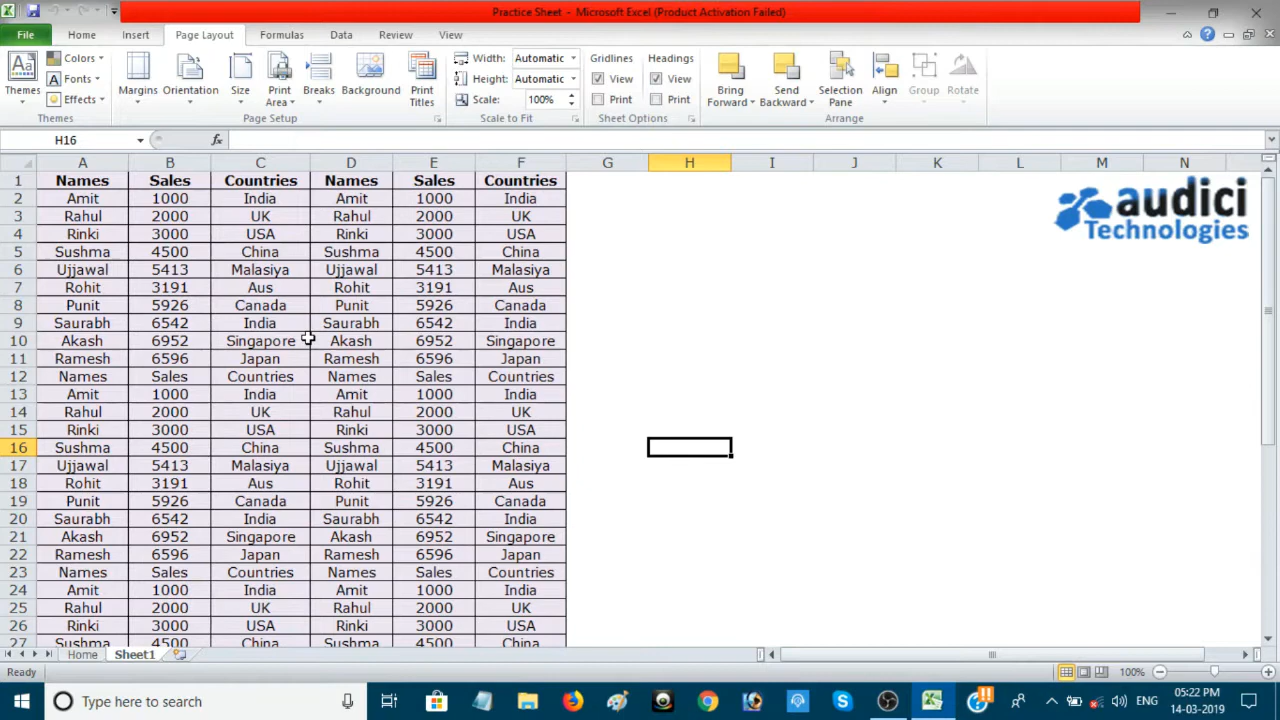 Practice Sheet - Microsoft Excel (Product Activation Failed)
File Home Insert Page Layout Formulas Data Review View
Aa Themes Colors Fonts Effects Themes
Margins Orientation Size Print Area Breaks Background Print Titles Page Setup
Width: Automatic Height: Automatic Scale: 100% Scale to Fit
Gridlines View Print Headings View Print Sheet Options
Bring Forward Send Backward Selection Pane Align Group Rotate Arrange
H16 fx
A B C D E F G H I J K L M N
1 Names Sales Countries Names Sales Countries
2 Amit 1000 India Amit 1000 India
3 Rahul 2000 UK Rahul 2000 UK
4 Rinki 3000 USA Rinki 3000 USA
5 Sushma 4500 China Sushma 4500 China
6 Ujjawal 5413 Malasiya Ujjawal 5413 Malasiya
7 Rohit 3191 Aus Rohit 3191 Aus
8 Punit 5926 Canada Punit 5926 Canada
9 Saurabh 6542 India Saurabh 6542 India
10 Akash 6952 Singapore Akash 6952 Singapore
11 Ramesh 6596 Japan Ramesh 6596 Japan
12 Names Sales Countries Names Sales Countries
13 Amit 1000 India Amit 1000 India
14 Rahul 2000 UK Rahul 2000 UK
15 Rinki 3000 USA Rinki 3000 USA
16 Sushma 4500 China Sushma 4500 China
17 Ujjawal 5413 Malasiya Ujjawal 5413 Malasiya
18 Rohit 3191 Aus Rohit 3191 Aus
19 Punit 5926 Canada Punit 5926 Canada
20 Saurabh 6542 India Saurabh 6542 India
21 Akash 6952 Singapore Akash 6952 Singapore
22 Ramesh 6596 Japan Ramesh 6596 Japan
23 Names Sales Countries Names Sales Countries
24 Amit 1000 India Amit 1000 India
25 Rahul 2000 UK Rahul 2000 UK
26 Rinki 3000 USA Rinki 3000 USA
27 Sushma 4500 China Sushma 4500 China
audici
Technologies
Home Sheet1
Ready 100%
Type here to search ENG 05:22 PM
14-03-2019